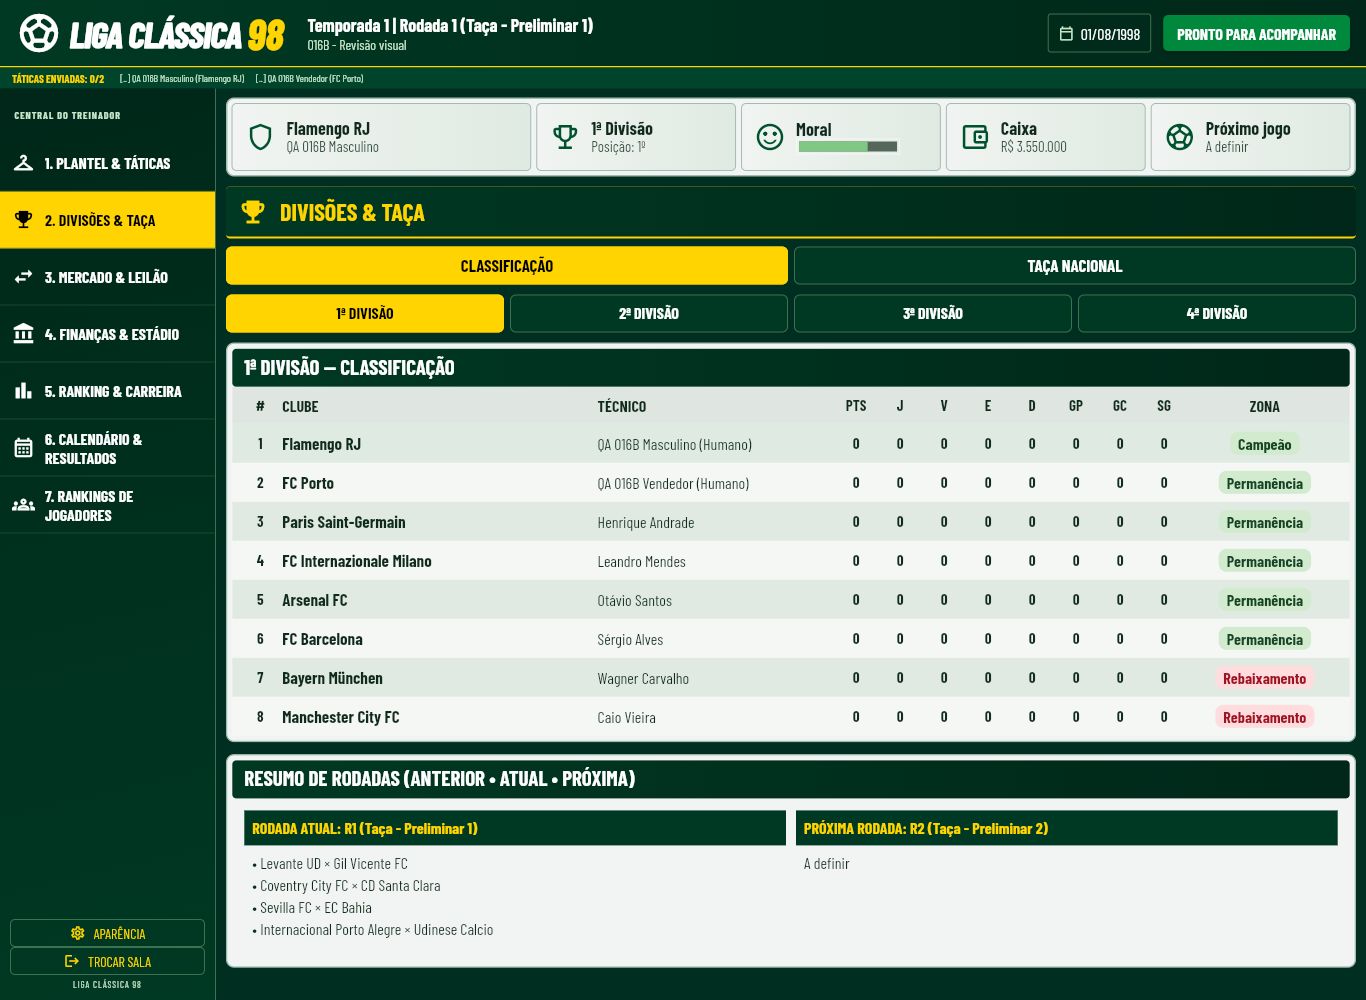 LIGA CLÁSSICA 98
Temporada 1 | Rodada 1 (Taça - Preliminar 1)
016B - Revisão visual
01/08/1998
PRONTO PARA ACOMPANHAR
TÁTICAS ENVIADAS: 0/2 [..] QA 016B Masculino (Flamengo RJ) [..] QA 016B Vendedor (FC Porto)
CENTRAL DO TREINADOR
1. PLANTEL & TÁTICAS
2. DIVISÕES & TAÇA
3. MERCADO & LEILÃO
4. FINANÇAS & ESTÁDIO
5. RANKING & CARREIRA
6. CALENDÁRIO &
RESULTADOS
7. RANKINGS DE
JOGADORES
APARÊNCIA
TROCAR SALA
LIGA CLÁSSICA 98
Flamengo RJ
QA 016B Masculino
1ª Divisão
Posição: 1º
Moral
Caixa
R$ 3.550.000
Próximo jogo
A definir
DIVISÕES & TAÇA
CLASSIFICAÇÃO TAÇA NACIONAL
1ª DIVISÃO 2ª DIVISÃO 3ª DIVISÃO 4ª DIVISÃO
1ª DIVISÃO — CLASSIFICAÇÃO
# CLUBE TÉCNICO PTS J V E D GP GC SG ZONA
1 Flamengo RJ QA 016B Masculino (Humano) 0 0 0 0 0 0 0 0 Campeão
2 FC Porto QA 016B Vendedor (Humano) 0 0 0 0 0 0 0 0 Permanência
3 Paris Saint-Germain Henrique Andrade 0 0 0 0 0 0 0 0 Permanência
4 FC Internazionale Milano Leandro Mendes 0 0 0 0 0 0 0 0 Permanência
5 Arsenal FC Otávio Santos 0 0 0 0 0 0 0 0 Permanência
6 FC Barcelona Sérgio Alves 0 0 0 0 0 0 0 0 Permanência
7 Bayern München Wagner Carvalho 0 0 0 0 0 0 0 0 Rebaixamento
8 Manchester City FC Caio Vieira 0 0 0 0 0 0 0 0 Rebaixamento
RESUMO DE RODADAS (ANTERIOR • ATUAL • PRÓXIMA)
RODADA ATUAL: R1 (Taça - Preliminar 1)
• Levante UD × Gil Vicente FC
• Coventry City FC × CD Santa Clara
• Sevilla FC × EC Bahia
• Internacional Porto Alegre × Udinese Calcio
PRÓXIMA RODADA: R2 (Taça - Preliminar 2)
A definir